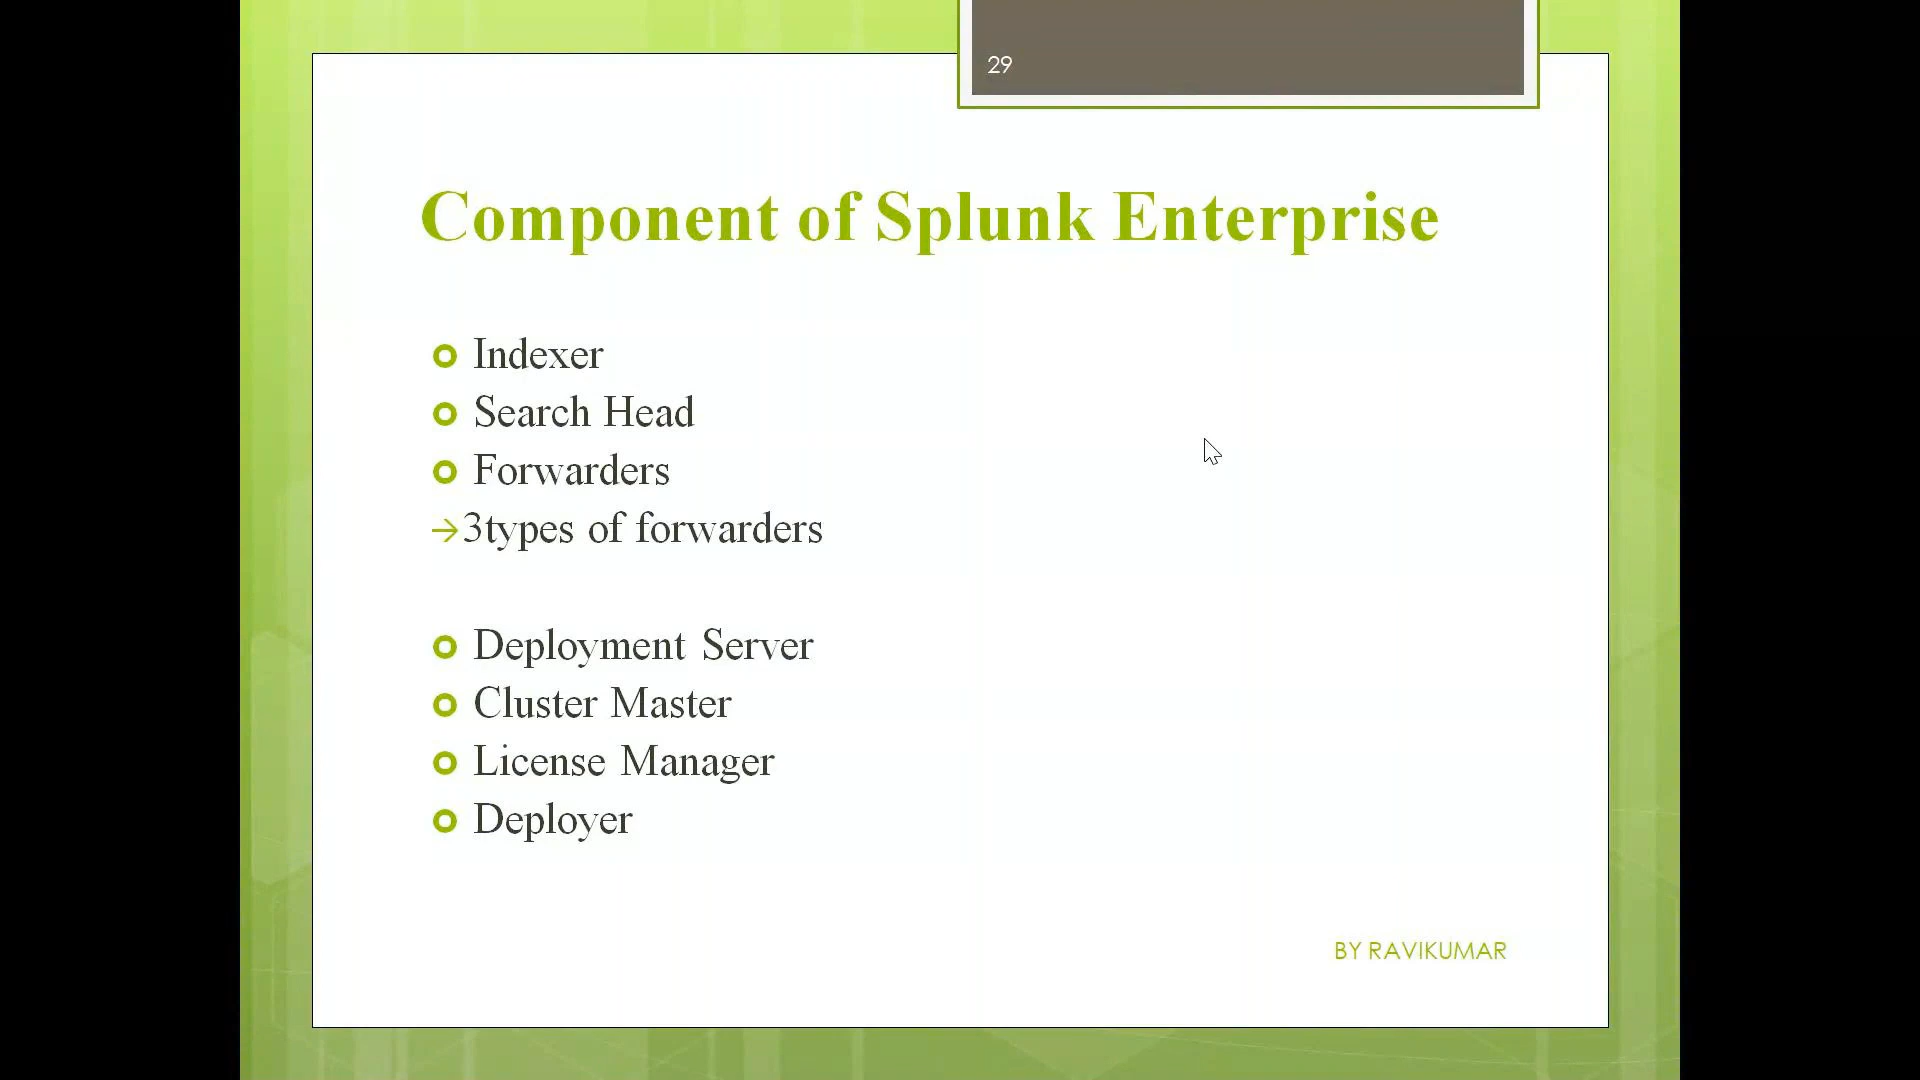 29
Component of Splunk Enterprise
Indexer
Search Head
Forwarders
→3types of forwarders
Deployment Server
Cluster Master
License Manager
Deployer
BY RAVIKUMAR